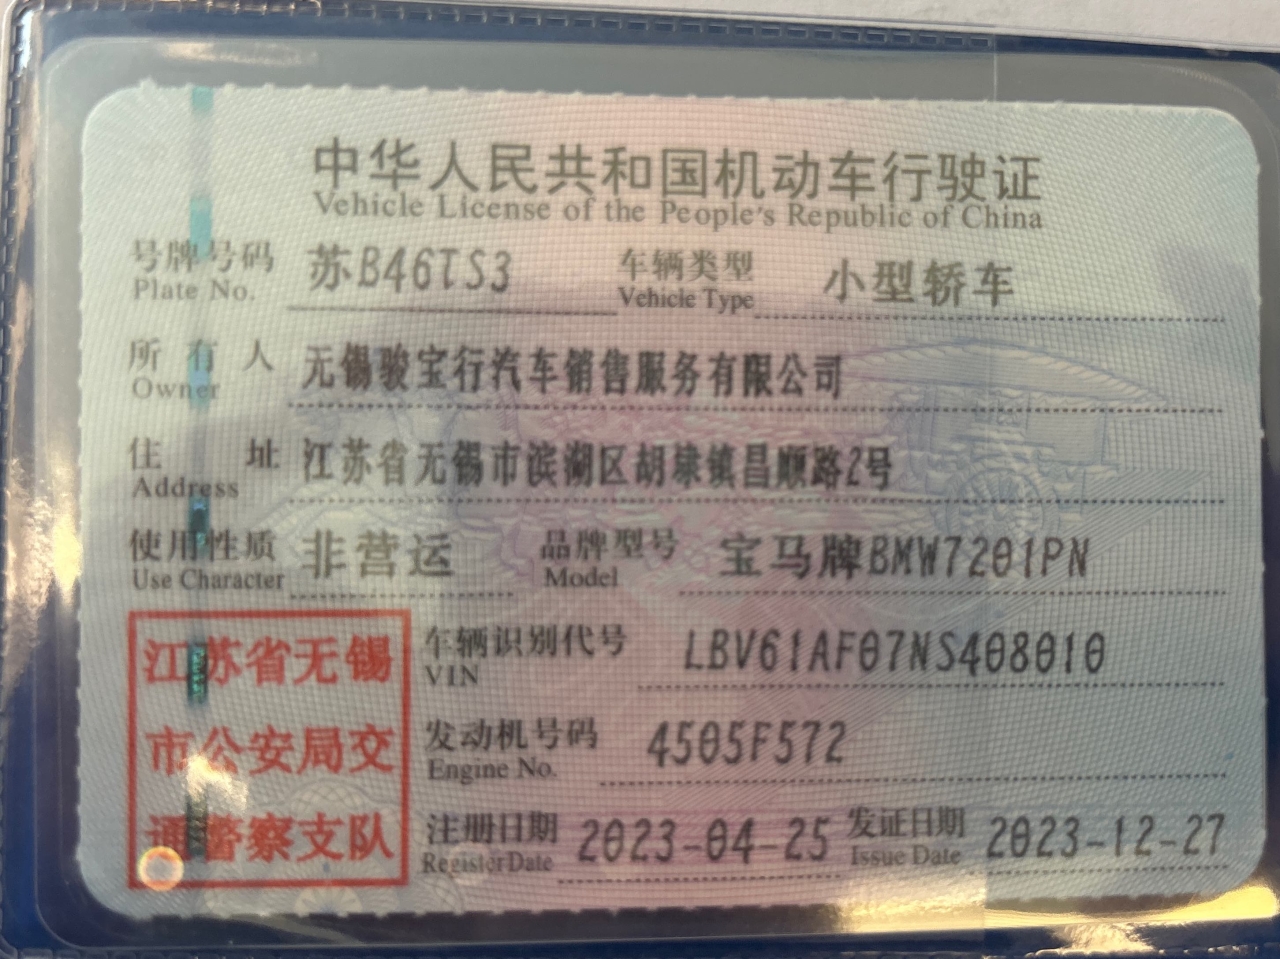 中华人民共和国机动车行驶证
Vehicle License of the People's Republic of China
号牌号码 苏B46TS3 车辆类型 小型轿车
Plate No. Vehicle Type
所有人 无锡骏宝行汽车销售服务有限公司
Owner
住址 江苏省无锡市滨湖区胡埭镇昌顺路2号
Address
使用性质 非营运 品牌型号 宝马牌BMW7201PN
Use Character Model
江苏省无锡
市公安局交
通警察支队
车辆识别代号 LBV61AF07NS408010
VIN
发动机号码 4505F572
Engine No.
注册日期 2023-04-25 发证日期 2023-12-27
Register Date Issue Date